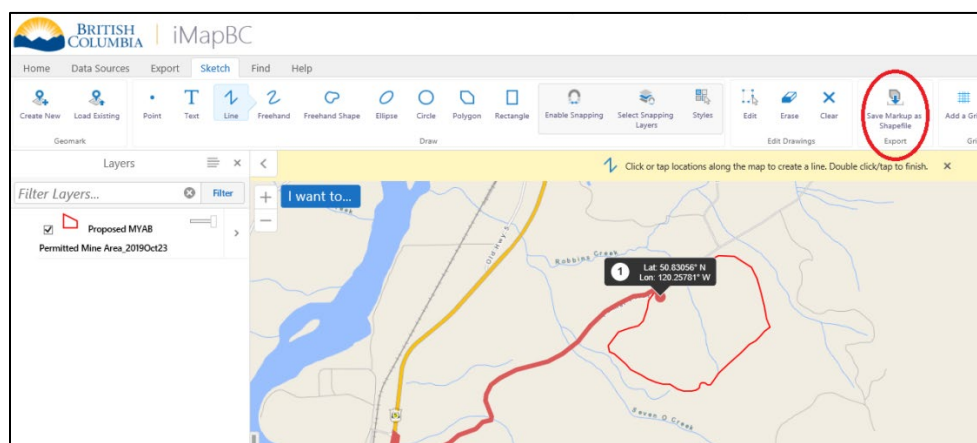 BRITISH
COLUMBIA
iMapBC
Home Data Sources Export Sketch Find Help
Create New Load Existing Point Text Line Freehand Freehand Shape Ellipse Circle Polygon Rectangle Enable Snapping Select Snapping Layers Styles Edit Erase Clear Save Markup as Shapefile Add a Gri
Geomark Draw Edit Drawings Export Gri
Layers
Click or tap locations along the map to create a line. Double click/tap to finish.
Filter Layers... Filter
I want to...
Proposed MYAB
Permitted Mine Area_2019Oct23
Old Hwy 5
Robbins Creek
1 Lat: 50.83056° N
Lon: 120.25781° W
Seven O Creek